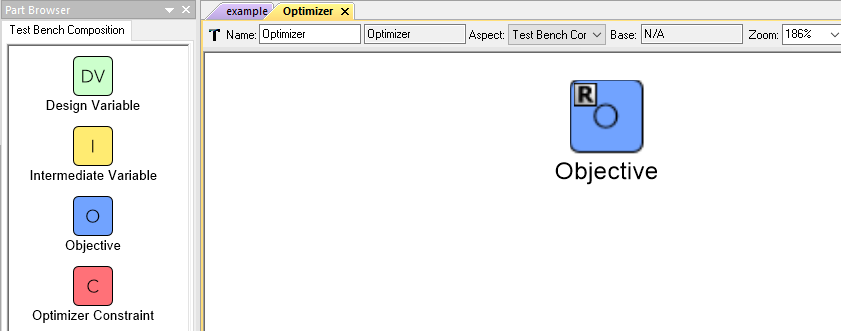 Part Browser
Test Bench Composition
DV
Design Variable
I
Intermediate Variable
O
Objective
C
Optimizer Constraint
example Optimizer
T Name: Optimizer Optimizer Aspect: Test Bench Cor Base: N/A Zoom: 186%
R
O
Objective